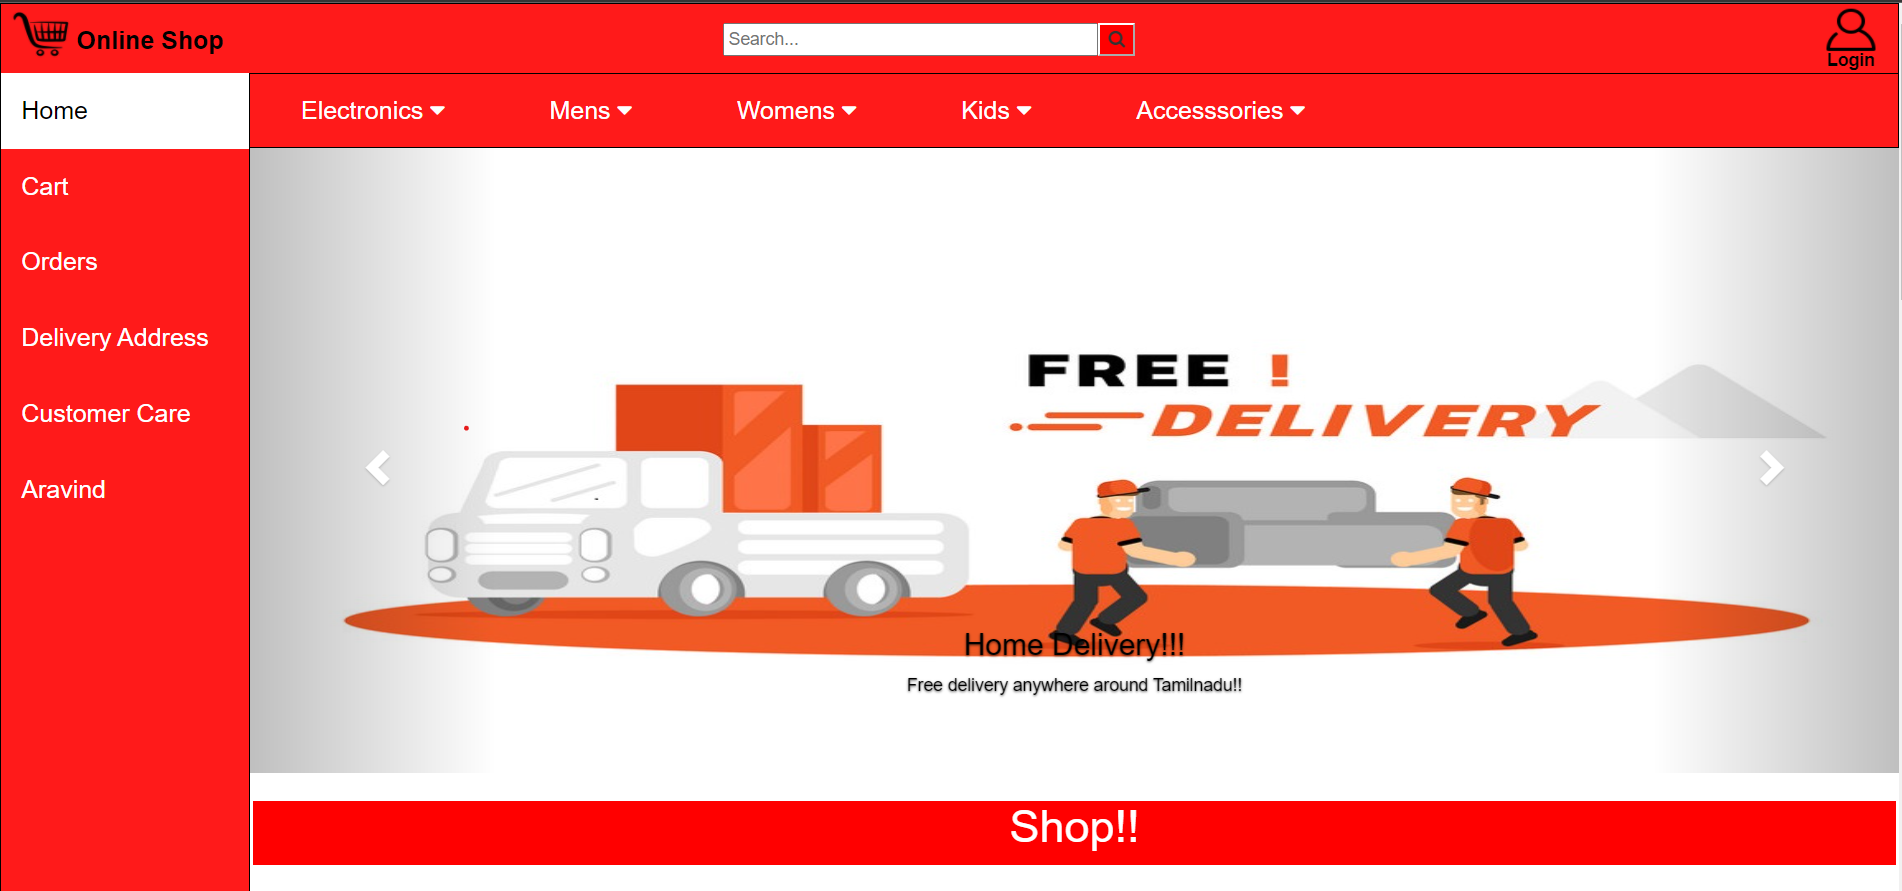 Online Shop
Search...
Login
Home
Electronics
Mens
Womens
Kids
Accesssories
Cart
Orders
Delivery Address
Customer Care
Aravind
FREE !
DELIVERY
Home Delivery!!!
Free delivery anywhere around Tamilnadu!!
Shop!!